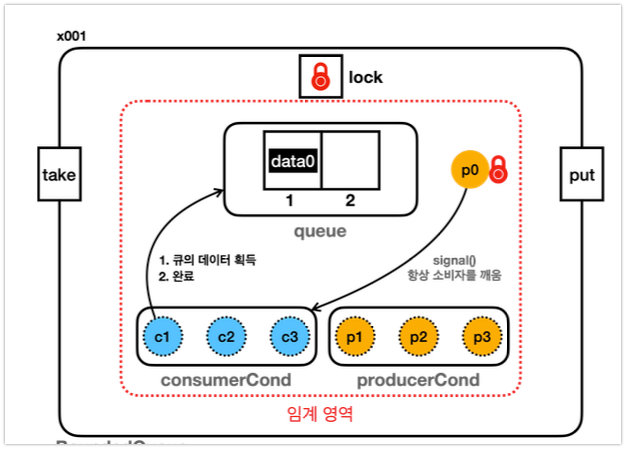 x001
lock
take
data0
1 2
queue
p0
put
1. 큐의 데이터 획득
2. 완료
signal()
항상 소비자를 깨움
c1 c2 c3
p1 p2 p3
consumerCond
producerCond
임계 영역